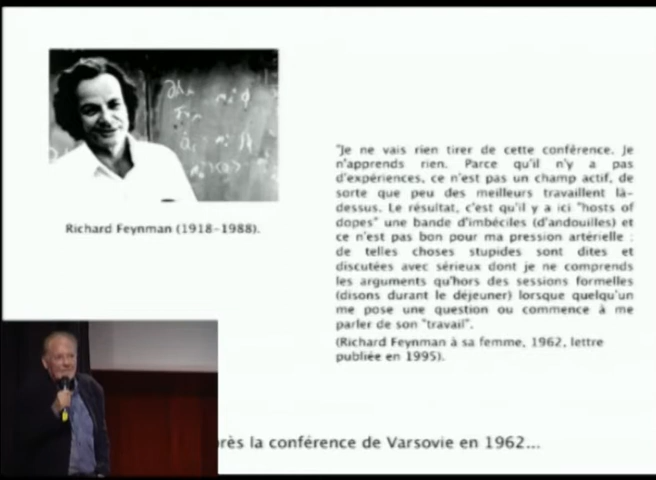 Richard Feynman (1918-1988).
"Je ne vais rien tirer de cette conférence. Je
n'apprends rien. Parce qu'il n'y a pas
d'expériences, ce n'est pas un champ actif, de
sorte que peu des meilleurs travaillent là-
dessus. Le résultat, c'est qu'il y a ici "hosts of
dopes" une bande d'imbéciles (d'andouilles) et
ce n'est pas bon pour ma pression artérielle :
de telles choses stupides sont dites et
discutées avec sérieux dont je ne comprends
les arguments qu'hors des sessions formelles
(disons durant le déjeuner) lorsque quelqu'un
me pose une question ou commence à me
parler de son "travail".
(Richard Feynman à sa femme, 1962, lettre
publiée en 1995).
rès la conférence de Varsovie en 1962...